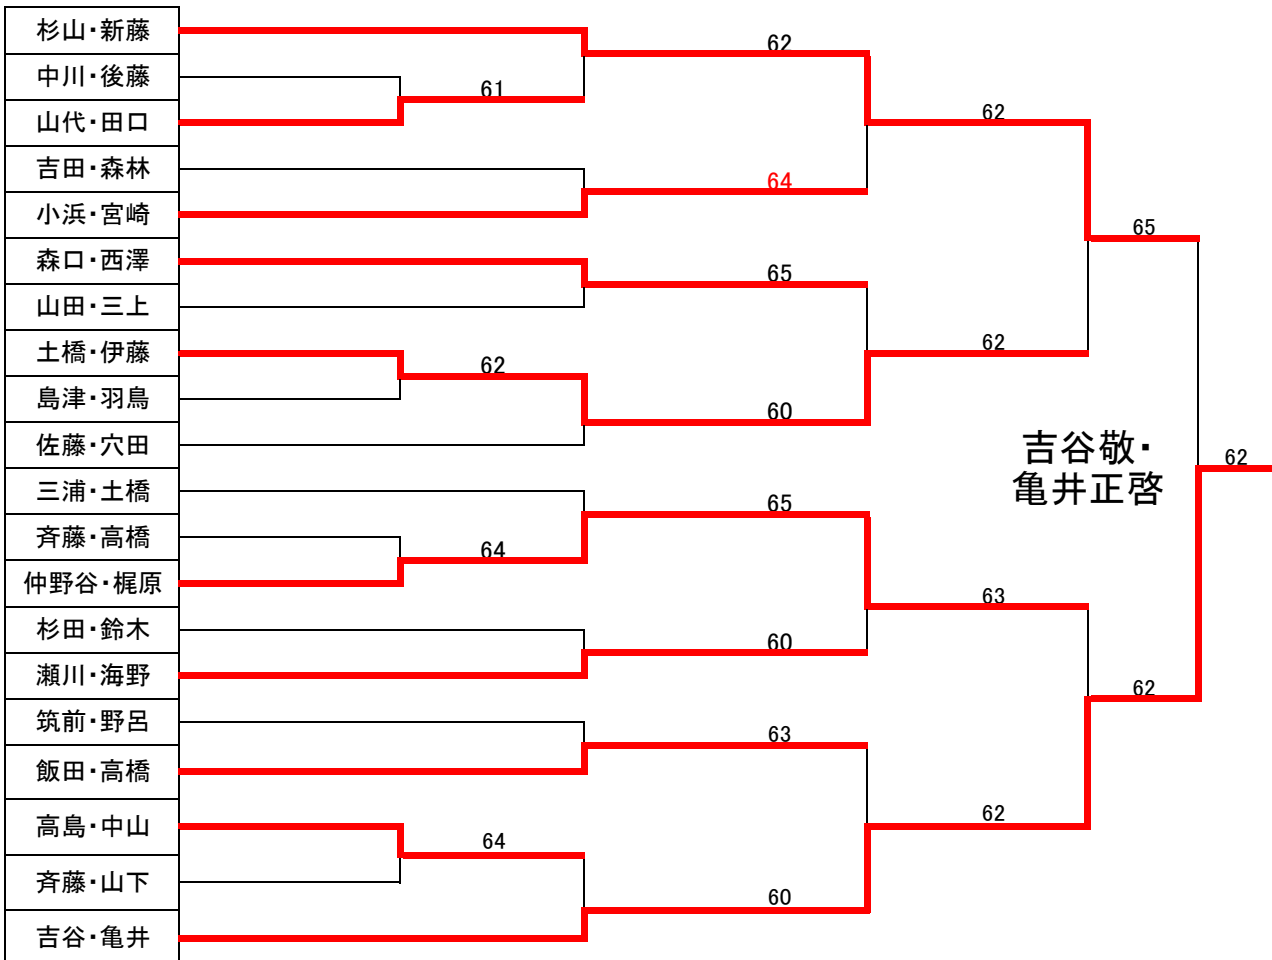 杉山・新藤
中川・後藤
山代・田口
吉田・森林
小浜・宮崎
森口・西澤
山田・三上
土橋・伊藤
島津・羽鳥
佐藤・穴田
三浦・土橋
斉藤・高橋
仲野谷・梶原
杉田・鈴木
瀬川・海野
筑前・野呂
飯田・高橋
高島・中山
斉藤・山下
吉谷・亀井
61
62
64
64
62
64
65
60
65
60
63
60
62
62
63
62
65
62
吉谷敬・
亀井正啓
62